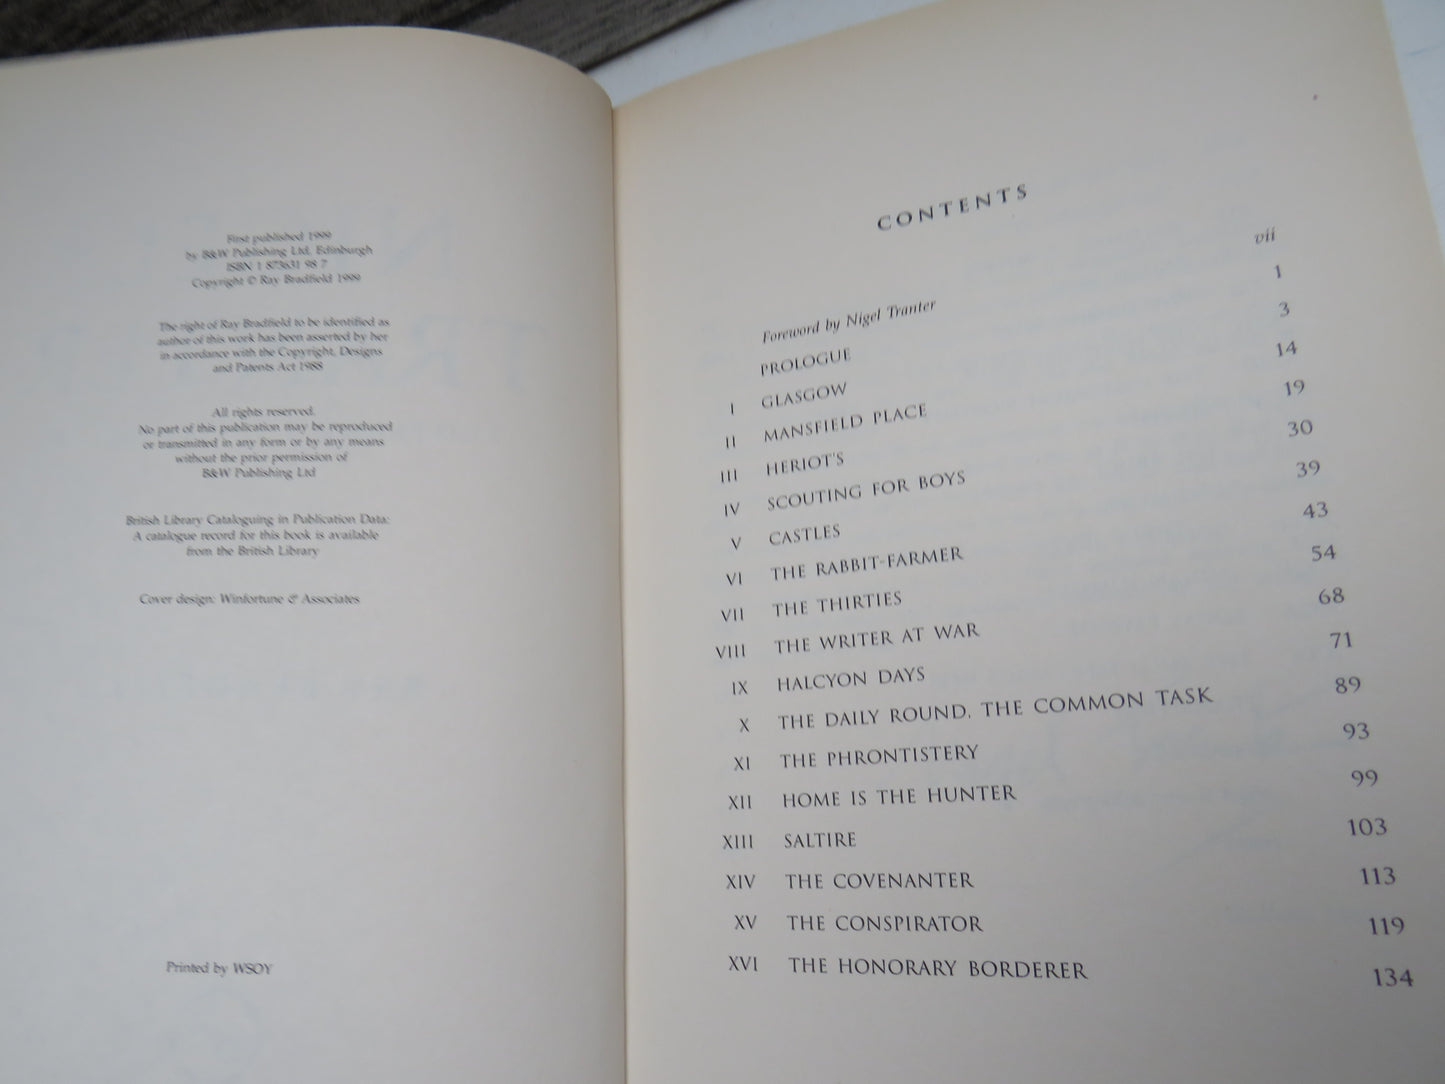 First published 1999
by B&W Publishing Ltd, Edinburgh
ISBN 1 873631 98 7
Copyright © Ray Bradfield 1999
The right of Ray Bradfield to be identified as
author of this work has been asserted by her
in accordance with the Copyright, Designs
and Patents Act 1988
All rights reserved.
No part of this publication may be reproduced
or transmitted in any form or by any means
without the prior permission of
B&W Publishing Ltd
British Library Cataloguing in Publication Data:
A catalogue record for this book is available
from the British Library
Cover design: Winfortune & Associates
Printed by WSOY
CONTENTS
Foreword by Nigel Tranter vii
PROLOGUE 1
I GLASGOW 3
II MANSFIELD PLACE 14
III HERIOT'S 19
IV SCOUTING FOR BOYS 30
V CASTLES 39
VI THE RABBIT-FARMER 43
VII THE THIRTIES 54
VIII THE WRITER AT WAR 68
IX HALCYON DAYS 71
X THE DAILY ROUND, THE COMMON TASK 89
XI THE PHRONTISTERY 93
XII HOME IS THE HUNTER 99
XIII SALTIRE 103
XIV THE COVENANTER 113
XV THE CONSPIRATOR 119
XVI THE HONORARY BORDERER 134